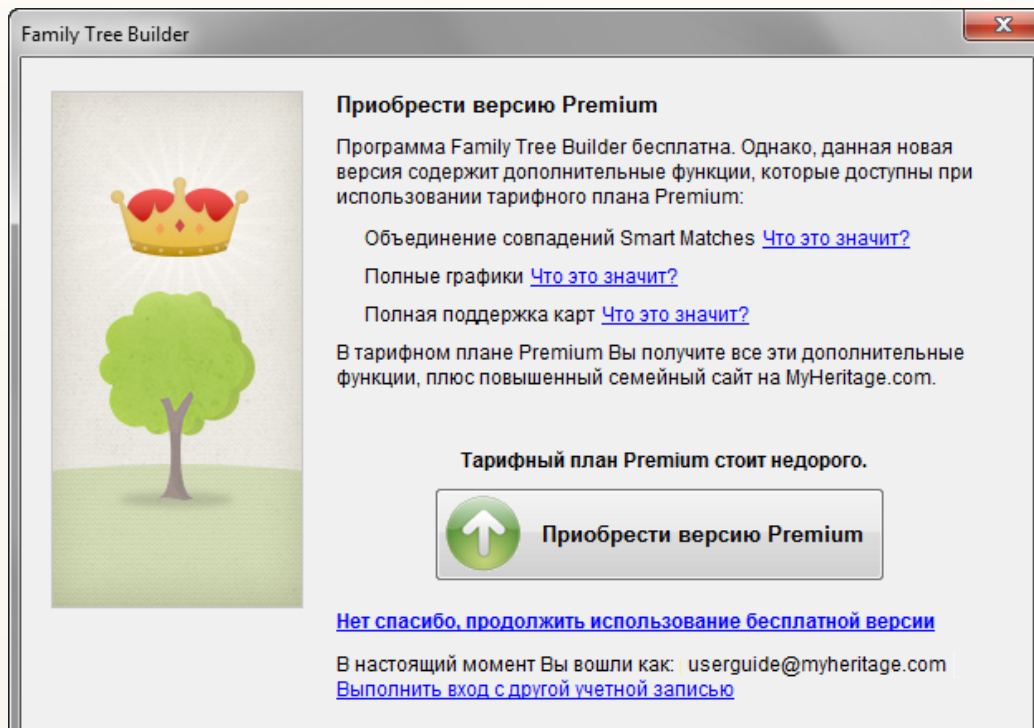 Family Tree Builder
Приобрести версию Premium
Программа Family Tree Builder бесплатна. Однако, данная новая
версия содержит дополнительные функции, которые доступны при
использовании тарифного плана Premium:
Объединение совпадений Smart Matches Что это значит?
Полные графики Что это значит?
Полная поддержка карт Что это значит?
В тарифном плане Premium Вы получите все эти дополнительные
функции, плюс повышенный семейный сайт на MyHeritage.com.
Тарифный план Premium стоит недорого.
Приобрести версию Premium
Нет спасибо, продолжить использование бесплатной версии
В настоящий момент Вы вошли как: userguide@myheritage.com
Выполнить вход с другой учетной записью